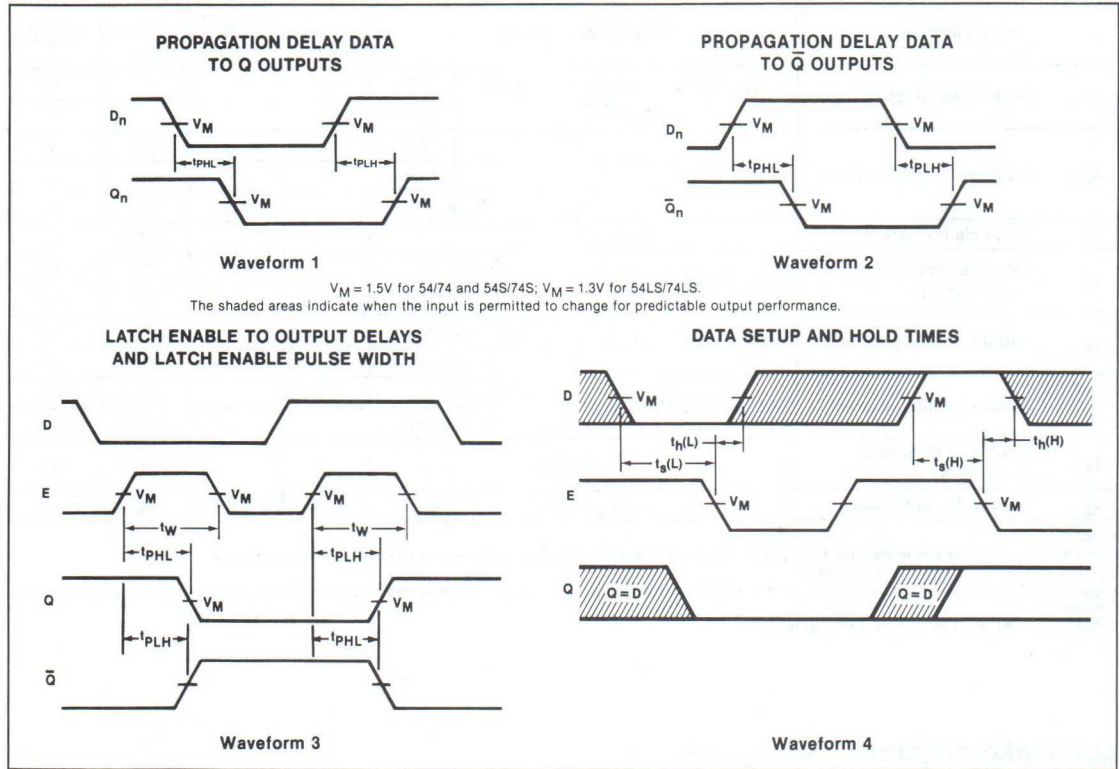 PROPAGATION DELAY DATA
TO Q OUTPUTS
Dn
VM
tPHL
tPLH
Qn
VM
VM
Waveform 1
PROPAGATION DELAY DATA
TO Q̄ OUTPUTS
Dn
VM
VM
tPHL
tPLH
Q̄n
VM
VM
Waveform 2
VM = 1.5V for 54/74 and 54S/74S; VM = 1.3V for 54LS/74LS.
The shaded areas indicate when the input is permitted to change for predictable output performance.
LATCH ENABLE TO OUTPUT DELAYS
AND LATCH ENABLE PULSE WIDTH
D
E
VM
VM
VM
tW
tW
tPHL
tPLH
Q
VM
VM
tPLH
tPHL
Q̄
Waveform 3
DATA SETUP AND HOLD TIMES
D
VM
VM
th(L)
th(H)
ts(L)
ts(H)
E
VM
VM
Q
Q = D
Q = D
Waveform 4